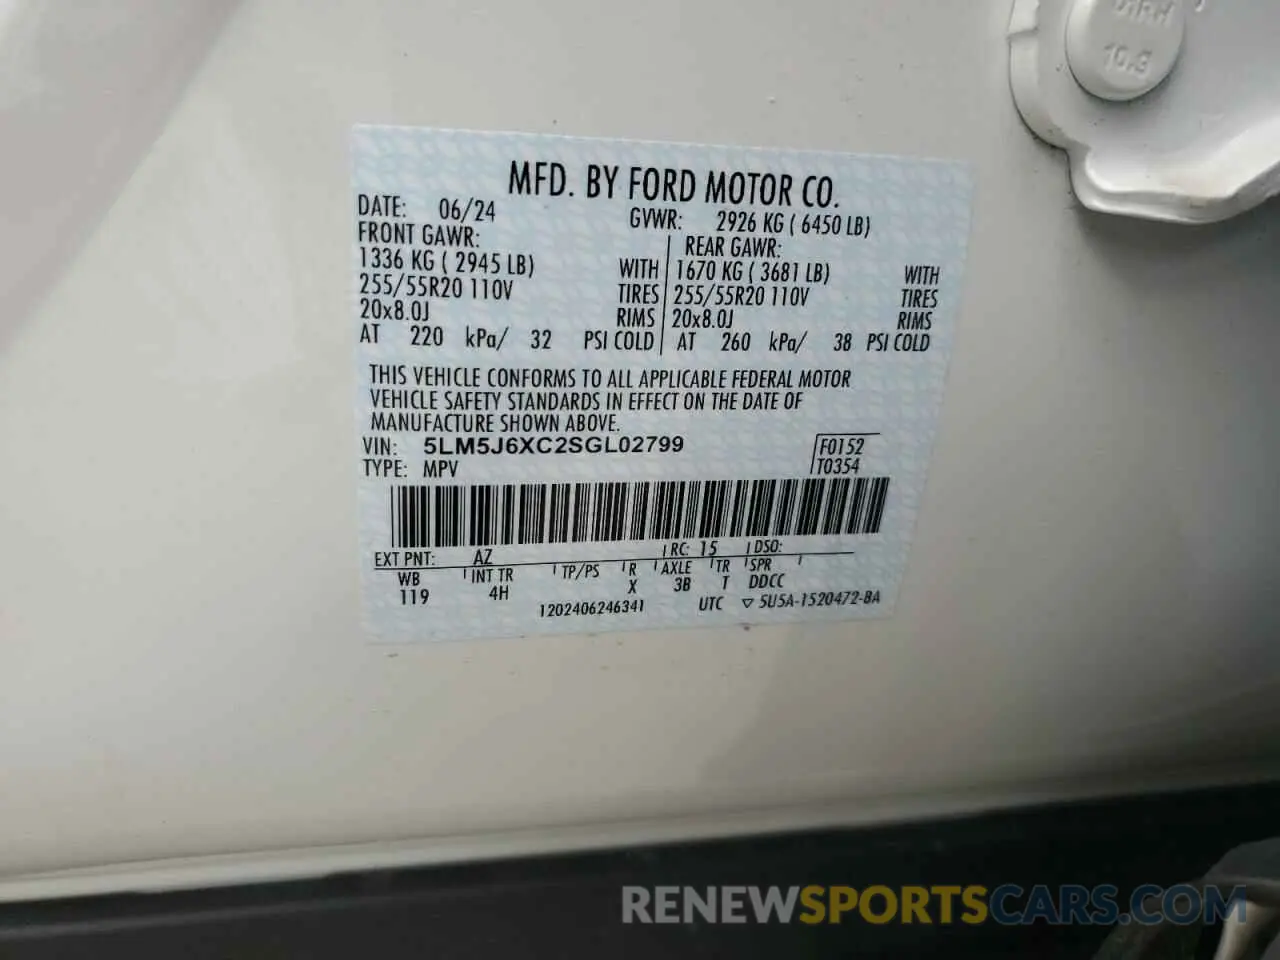 MFD. BY FORD MOTOR CO.
DATE: 06/24 GVWR: 2926 KG ( 6450 LB)
FRONT GAWR: REAR GAWR:
1336 KG ( 2945 LB) WITH 1670 KG ( 3681 LB) WITH
255/55R20 110V TIRES 255/55R20 110V TIRES
20x8.0J RIMS 20x8.0J RIMS
AT 220 kPa/ 32 PSI COLD AT 260 kPa/ 38 PSI COLD
THIS VEHICLE CONFORMS TO ALL APPLICABLE FEDERAL MOTOR
VEHICLE SAFETY STANDARDS IN EFFECT ON THE DATE OF
MANUFACTURE SHOWN ABOVE.
VIN: 5LM5J6XC2SGL02799 F0152
TYPE: MPV T0354
EXT PNT: AZ RC: 15 DSO:
WB INT TR TP/PS R AXLE TR SPR
119 4H X 3B T DDCC
1202406246341 UTC ▽ 5U5A-1520472-BA
10.9
RENEWSPORTSCARS.COM